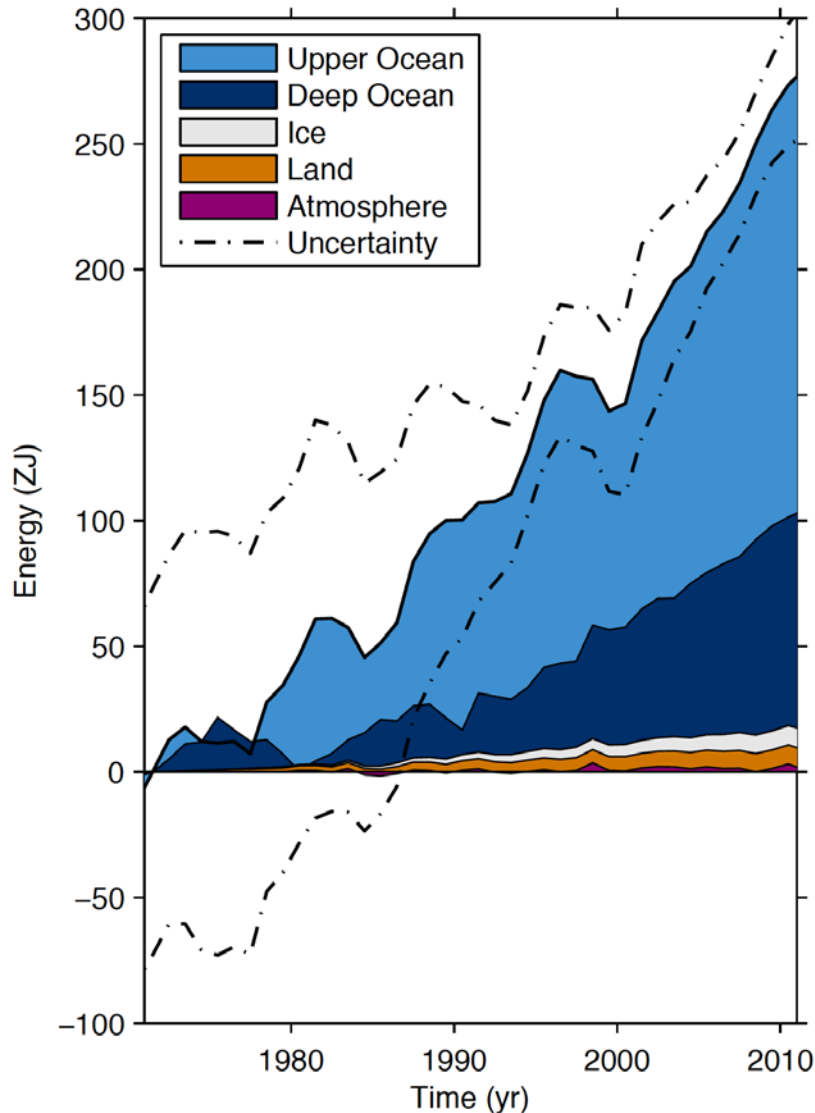 300
250
200
150
100
50
0
−50
−100
Energy (ZJ)
Upper Ocean
Deep Ocean
Ice
Land
Atmosphere
Uncertainty
1980
1990
2000
2010
Time (yr)